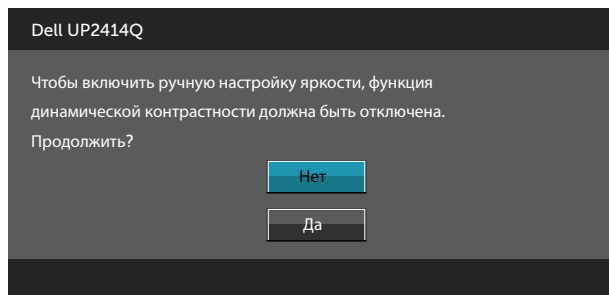 Dell UP2414Q
Чтобы включить ручную настройку яркости, функция
динамической контрастности должна быть отключена.
Продолжить?
Нет
Да